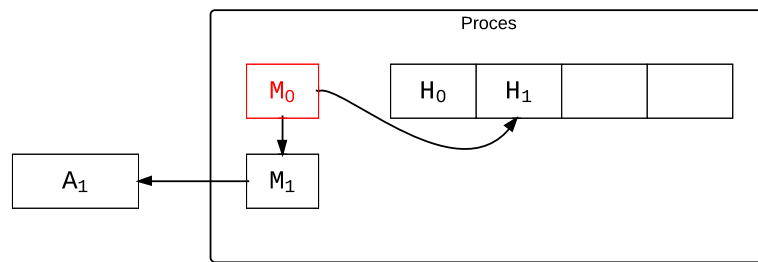 Proces
M₀ H₀ H₁
A₁ M₁